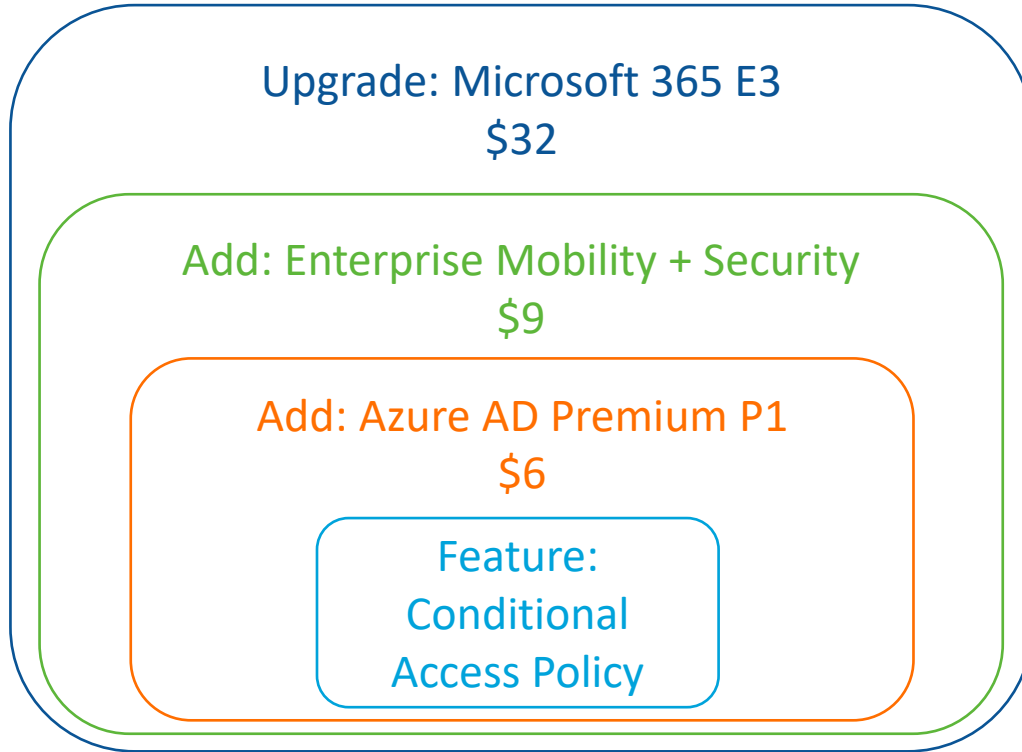 Upgrade: Microsoft 365 E3
$32
Add: Enterprise Mobility + Security
$9
Add: Azure AD Premium P1
$6
Feature:
Conditional
Access Policy